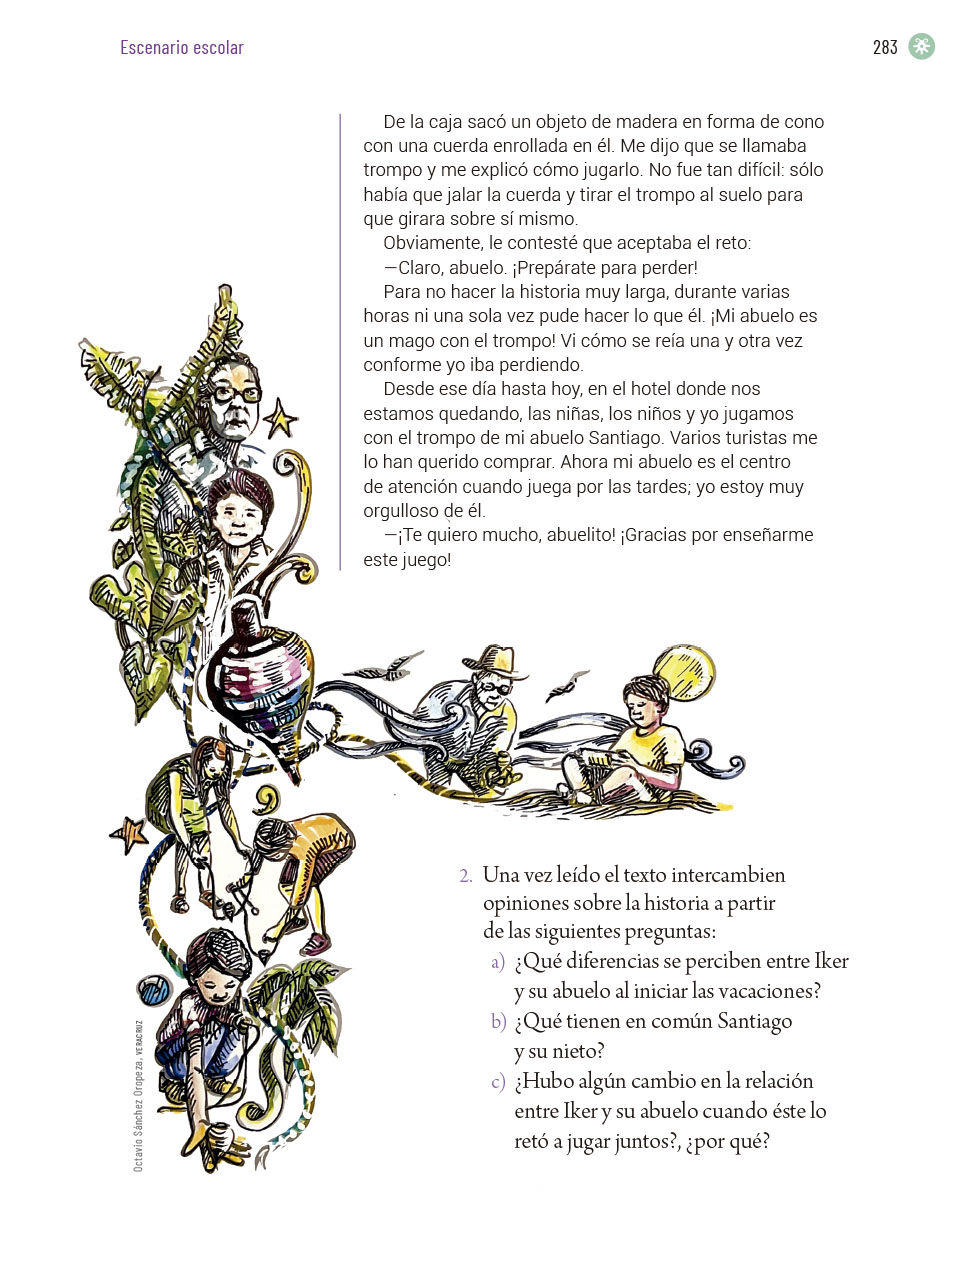 Escenario escolar
283
De la caja sacó un objeto de madera en forma de cono
con una cuerda enrollada en él. Me dijo que se llamaba
trompo y me explicó cómo jugarlo. No fue tan difícil: sólo
había que jalar la cuerda y tirar el trompo al suelo para
que girara sobre sí mismo.
Obviamente, le contesté que aceptaba el reto:
—Claro, abuelo. ¡Prepárate para perder!
Para no hacer la historia muy larga, durante varias
horas ni una sola vez pude hacer lo que él. ¡Mi abuelo es
un mago con el trompo! Vi cómo se reía una y otra vez
conforme yo iba perdiendo.
Desde ese día hasta hoy, en el hotel donde nos
estamos quedando, las niñas, los niños y yo jugamos
con el trompo de mi abuelo Santiago. Varios turistas me
lo han querido comprar. Ahora mi abuelo es el centro
de atención cuando juega por las tardes; yo estoy muy
orgulloso de él.
—¡Te quiero mucho, abuelito! ¡Gracias por enseñarme
este juego!
2. Una vez leído el texto intercambien
opiniones sobre la historia a partir
de las siguientes preguntas:
a) ¿Qué diferencias se perciben entre Iker
y su abuelo al iniciar las vacaciones?
b) ¿Qué tienen en común Santiago
y su nieto?
c) ¿Hubo algún cambio en la relación
entre Iker y su abuelo cuando éste lo
retó a jugar juntos?, ¿por qué?
Octavio Sánchez Oropeza, VERACRUZ